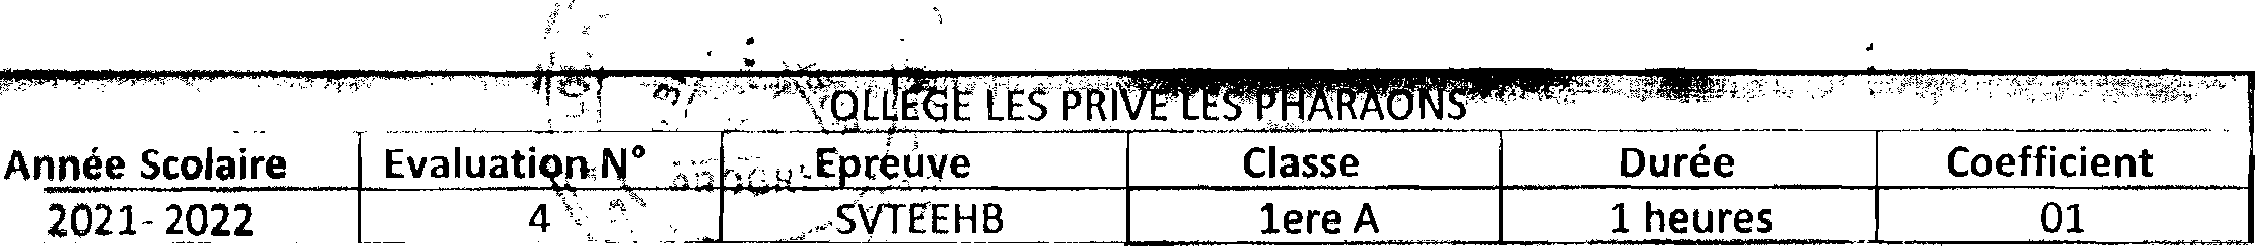 OLLEGE LES PRIVE LES PHARAONS
Année Scolaire Evaluation N° Epreuve Classe Durée Coefficient
2021-2022 4 SVTEEHB 1ere A 1 heures 01